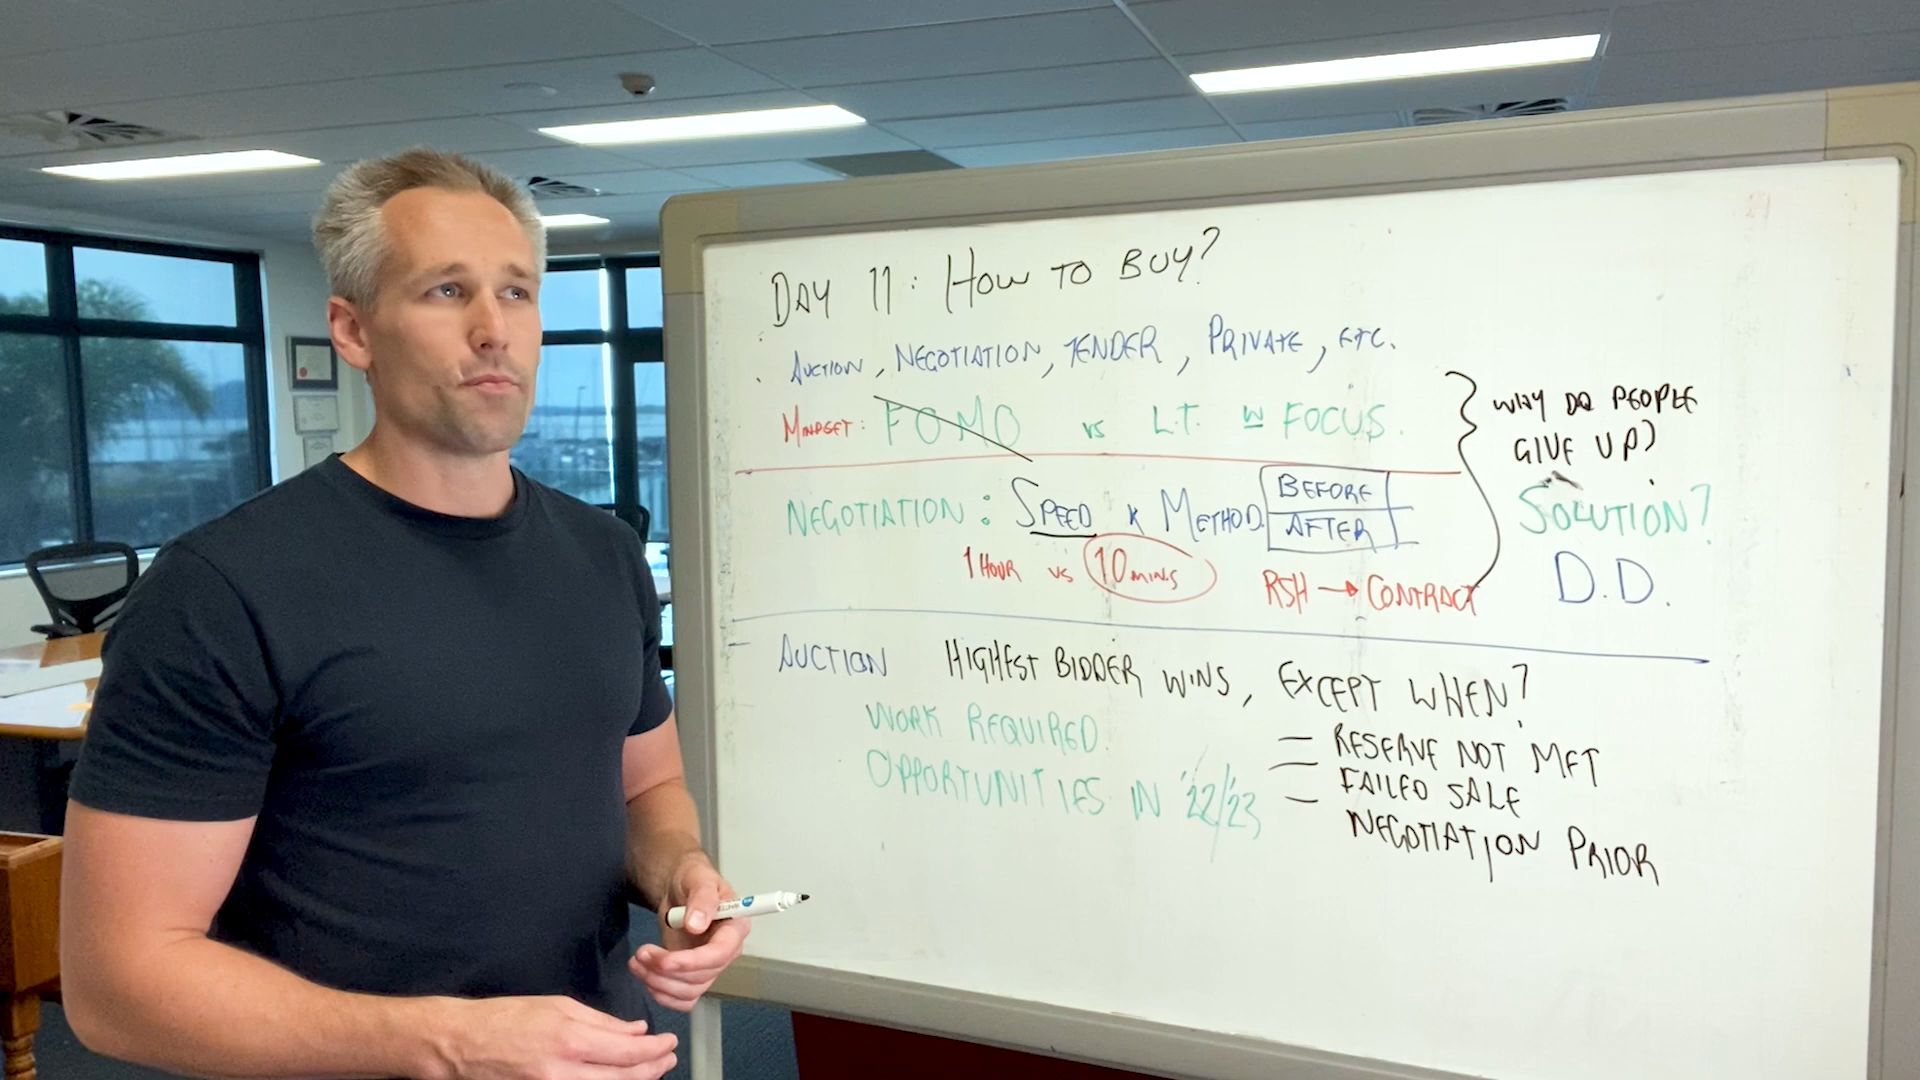 DAY 11: HOW TO BUY?
AUCTION, NEGOTIATION, TENDER, PRIVATE, ETC.
MINDSET: FOMO vs L.T. W FOCUS.
WHY DO PEOPLE
GIVE UP?
SOLUTION?
D.D.
NEGOTIATION: SPEED & METHOD
BEFORE
AFTER
1 HOUR vs 10 MINS
RSH → CONTRACT
AUCTION HIGHEST BIDDER WINS, EXCEPT WHEN?
WORK REQUIRED.
OPPORTUNITIES IN '22/'23
– RESERVE NOT MET
– FAILED SALE
– NEGOTIATION PRIOR